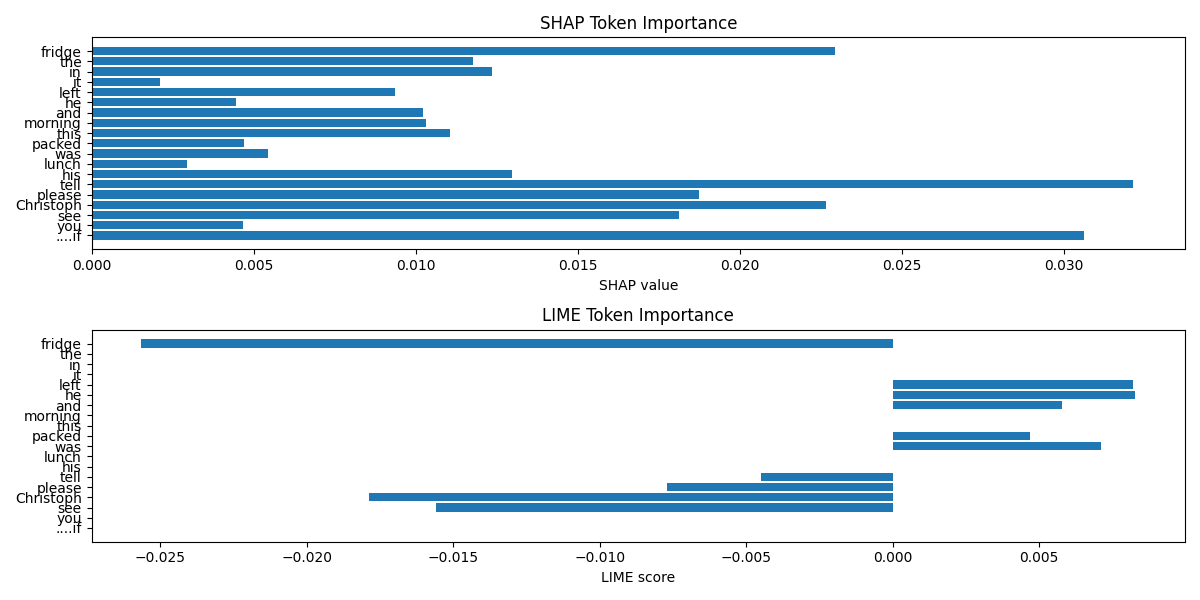 SHAP Token Importance
fridge
the
in
it
left
he
and
morning
this
packed
was
lunch
his
tell
please
Christoph
see
you
....if
0.000 0.005 0.010 0.015 0.020 0.025 0.030
SHAP value
LIME Token Importance
fridge
the
in
it
left
he
and
morning
this
packed
was
lunch
his
tell
please
Christoph
see
you
....if
−0.025 −0.020 −0.015 −0.010 −0.005 0.000 0.005
LIME score